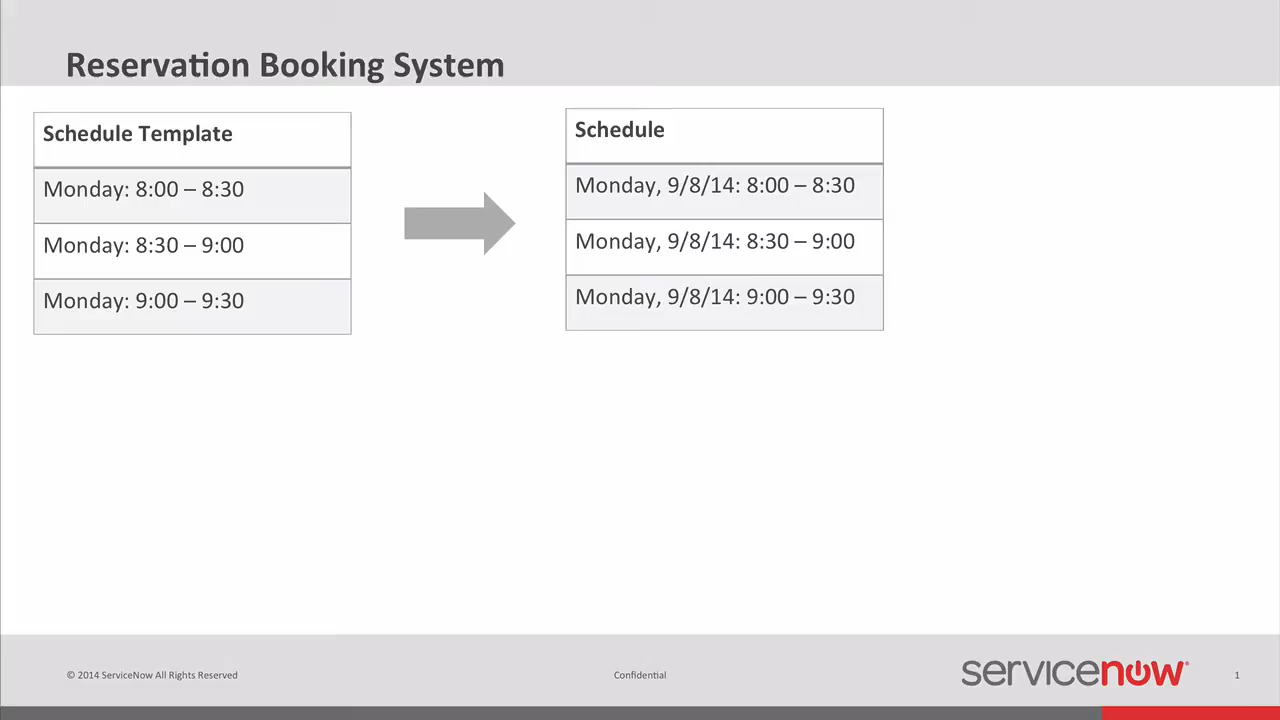 Reservation Booking System
Schedule Template
Monday: 8:00 – 8:30
Monday: 8:30 – 9:00
Monday: 9:00 – 9:30
Schedule
Monday, 9/8/14: 8:00 – 8:30
Monday, 9/8/14: 8:30 – 9:00
Monday, 9/8/14: 9:00 – 9:30
© 2014 ServiceNow All Rights Reserved
Confidential
servicenow®
1